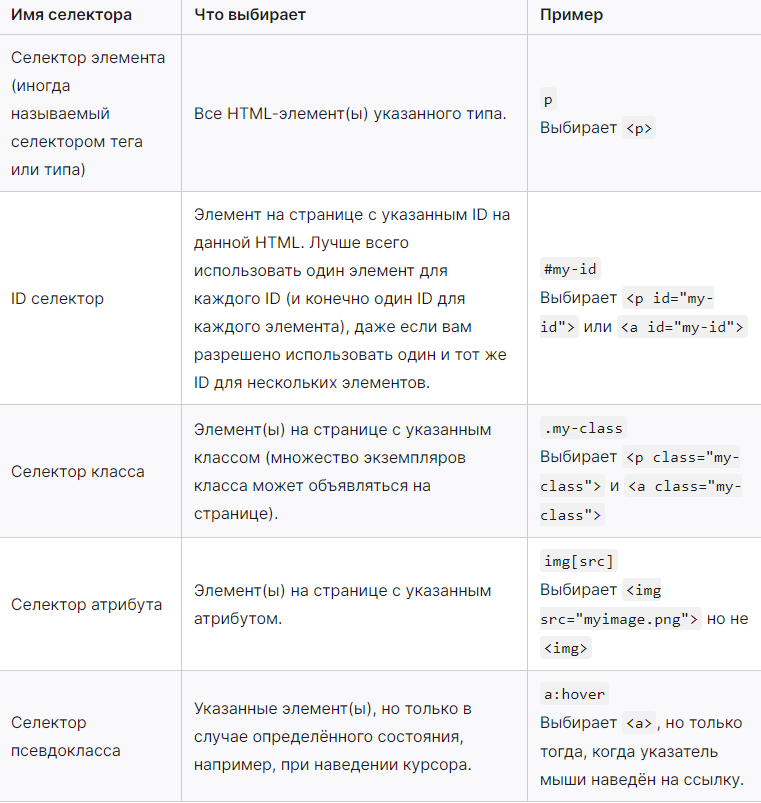 Имя селектора
Что выбирает
Пример
Селектор элемента
(иногда
называемый
селектором тега
или типа)
Все HTML-элемент(ы) указанного типа.
p
Выбирает <p>
ID селектор
Элемент на странице с указанным ID на
данной HTML. Лучше всего
использовать один элемент для
каждого ID (и конечно один ID для
каждого элемента), даже если вам
разрешено использовать один и тот же
ID для нескольких элементов.
#my-id
Выбирает <p id="my-
id"> или <a id="my-id">
Селектор класса
Элемент(ы) на странице с указанным
классом (множество экземпляров
класса может объявляться на
странице).
.my-class
Выбирает <p class="my-
class"> и <a class="my-
class">
Селектор атрибута
Элемент(ы) на странице с указанным
атрибутом.
img[src]
Выбирает <img
src="myimage.png"> но не
<img>
Селектор
псевдокласса
Указанные элемент(ы), но только в
случае определённого состояния,
например, при наведении курсора.
a:hover
Выбирает <a>, но только
тогда, когда указатель
мыши наведён на ссылку.